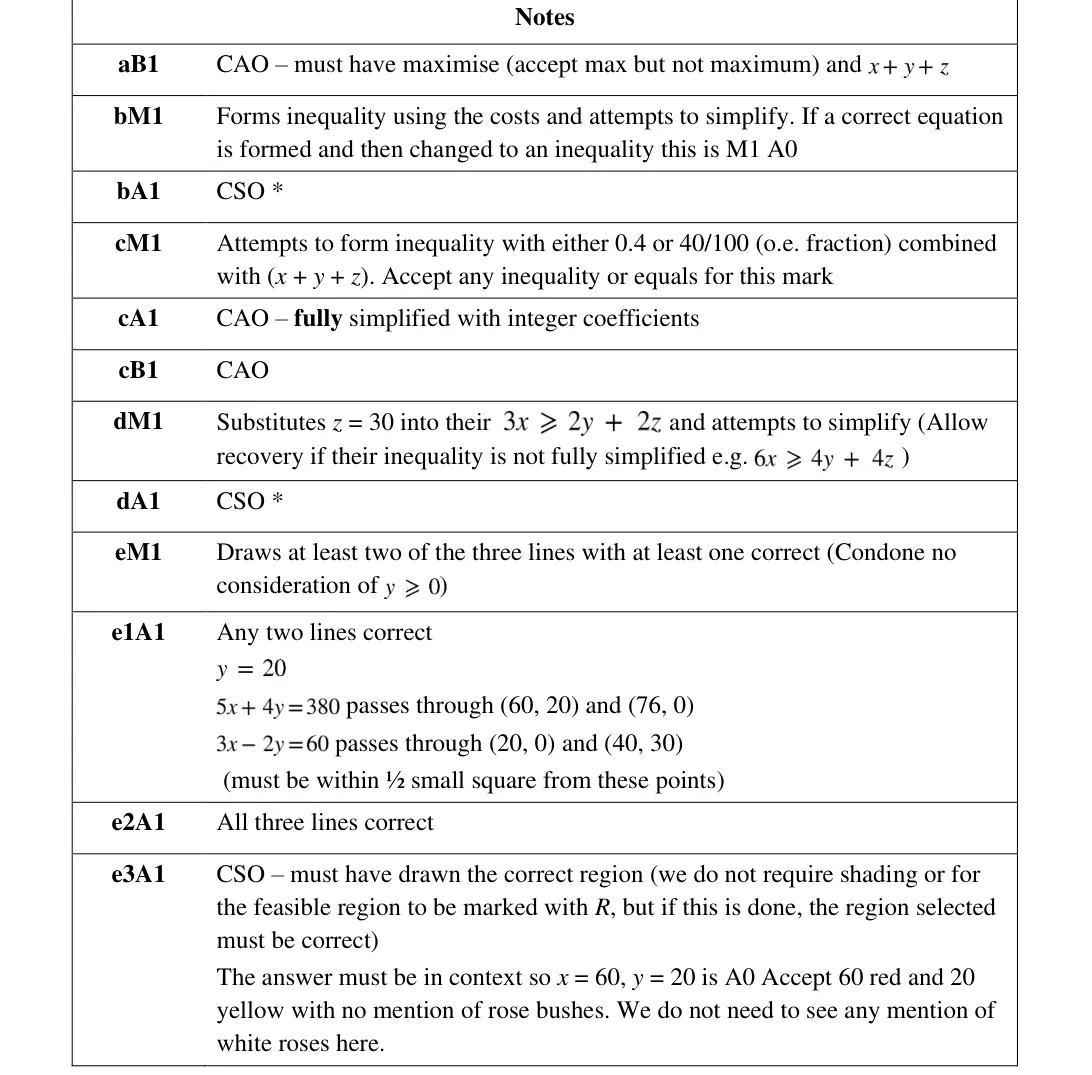 Notes
aB1 CAO – must have maximise (accept max but not maximum) and x + y + z
bM1 Forms inequality using the costs and attempts to simplify. If a correct equation
is formed and then changed to an inequality this is M1 A0
bA1 CSO *
cM1 Attempts to form inequality with either 0.4 or 40/100 (o.e. fraction) combined
with (x + y + z). Accept any inequality or equals for this mark
cA1 CAO – fully simplified with integer coefficients
cB1 CAO
dM1 Substitutes z = 30 into their 3x ⩾ 2y + 2z and attempts to simplify (Allow
recovery if their inequality is not fully simplified e.g. 6x ⩾ 4y + 4z )
dA1 CSO *
eM1 Draws at least two of the three lines with at least one correct (Condone no
consideration of y ⩾ 0)
e1A1 Any two lines correct
y = 20
5x + 4y = 380 passes through (60, 20) and (76, 0)
3x – 2y = 60 passes through (20, 0) and (40, 30)
(must be within ½ small square from these points)
e2A1 All three lines correct
e3A1 CSO – must have drawn the correct region (we do not require shading or for
the feasible region to be marked with R, but if this is done, the region selected
must be correct)
The answer must be in context so x = 60, y = 20 is A0 Accept 60 red and 20
yellow with no mention of rose bushes. We do not need to see any mention of
white roses here.